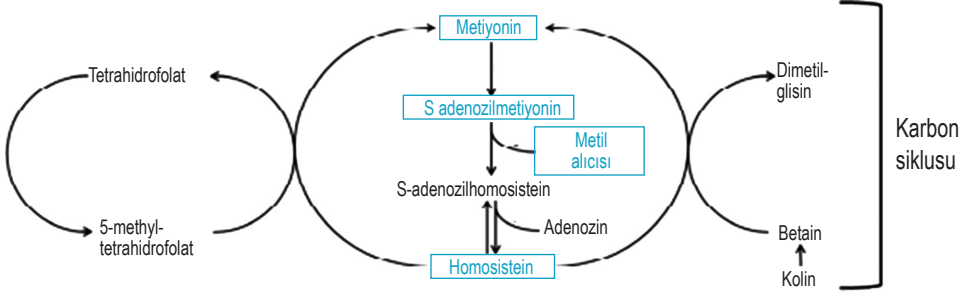 Metiyonin
Tetrahidrofolat
Dimetil-
glisin
S adenozilmetiyonin
Metil
alıcısı
Karbon
siklusu
S-adenozilhomosistein
5-methyl-
tetrahidrofolat
Adenozin
Betain
Homosistein
Kolin